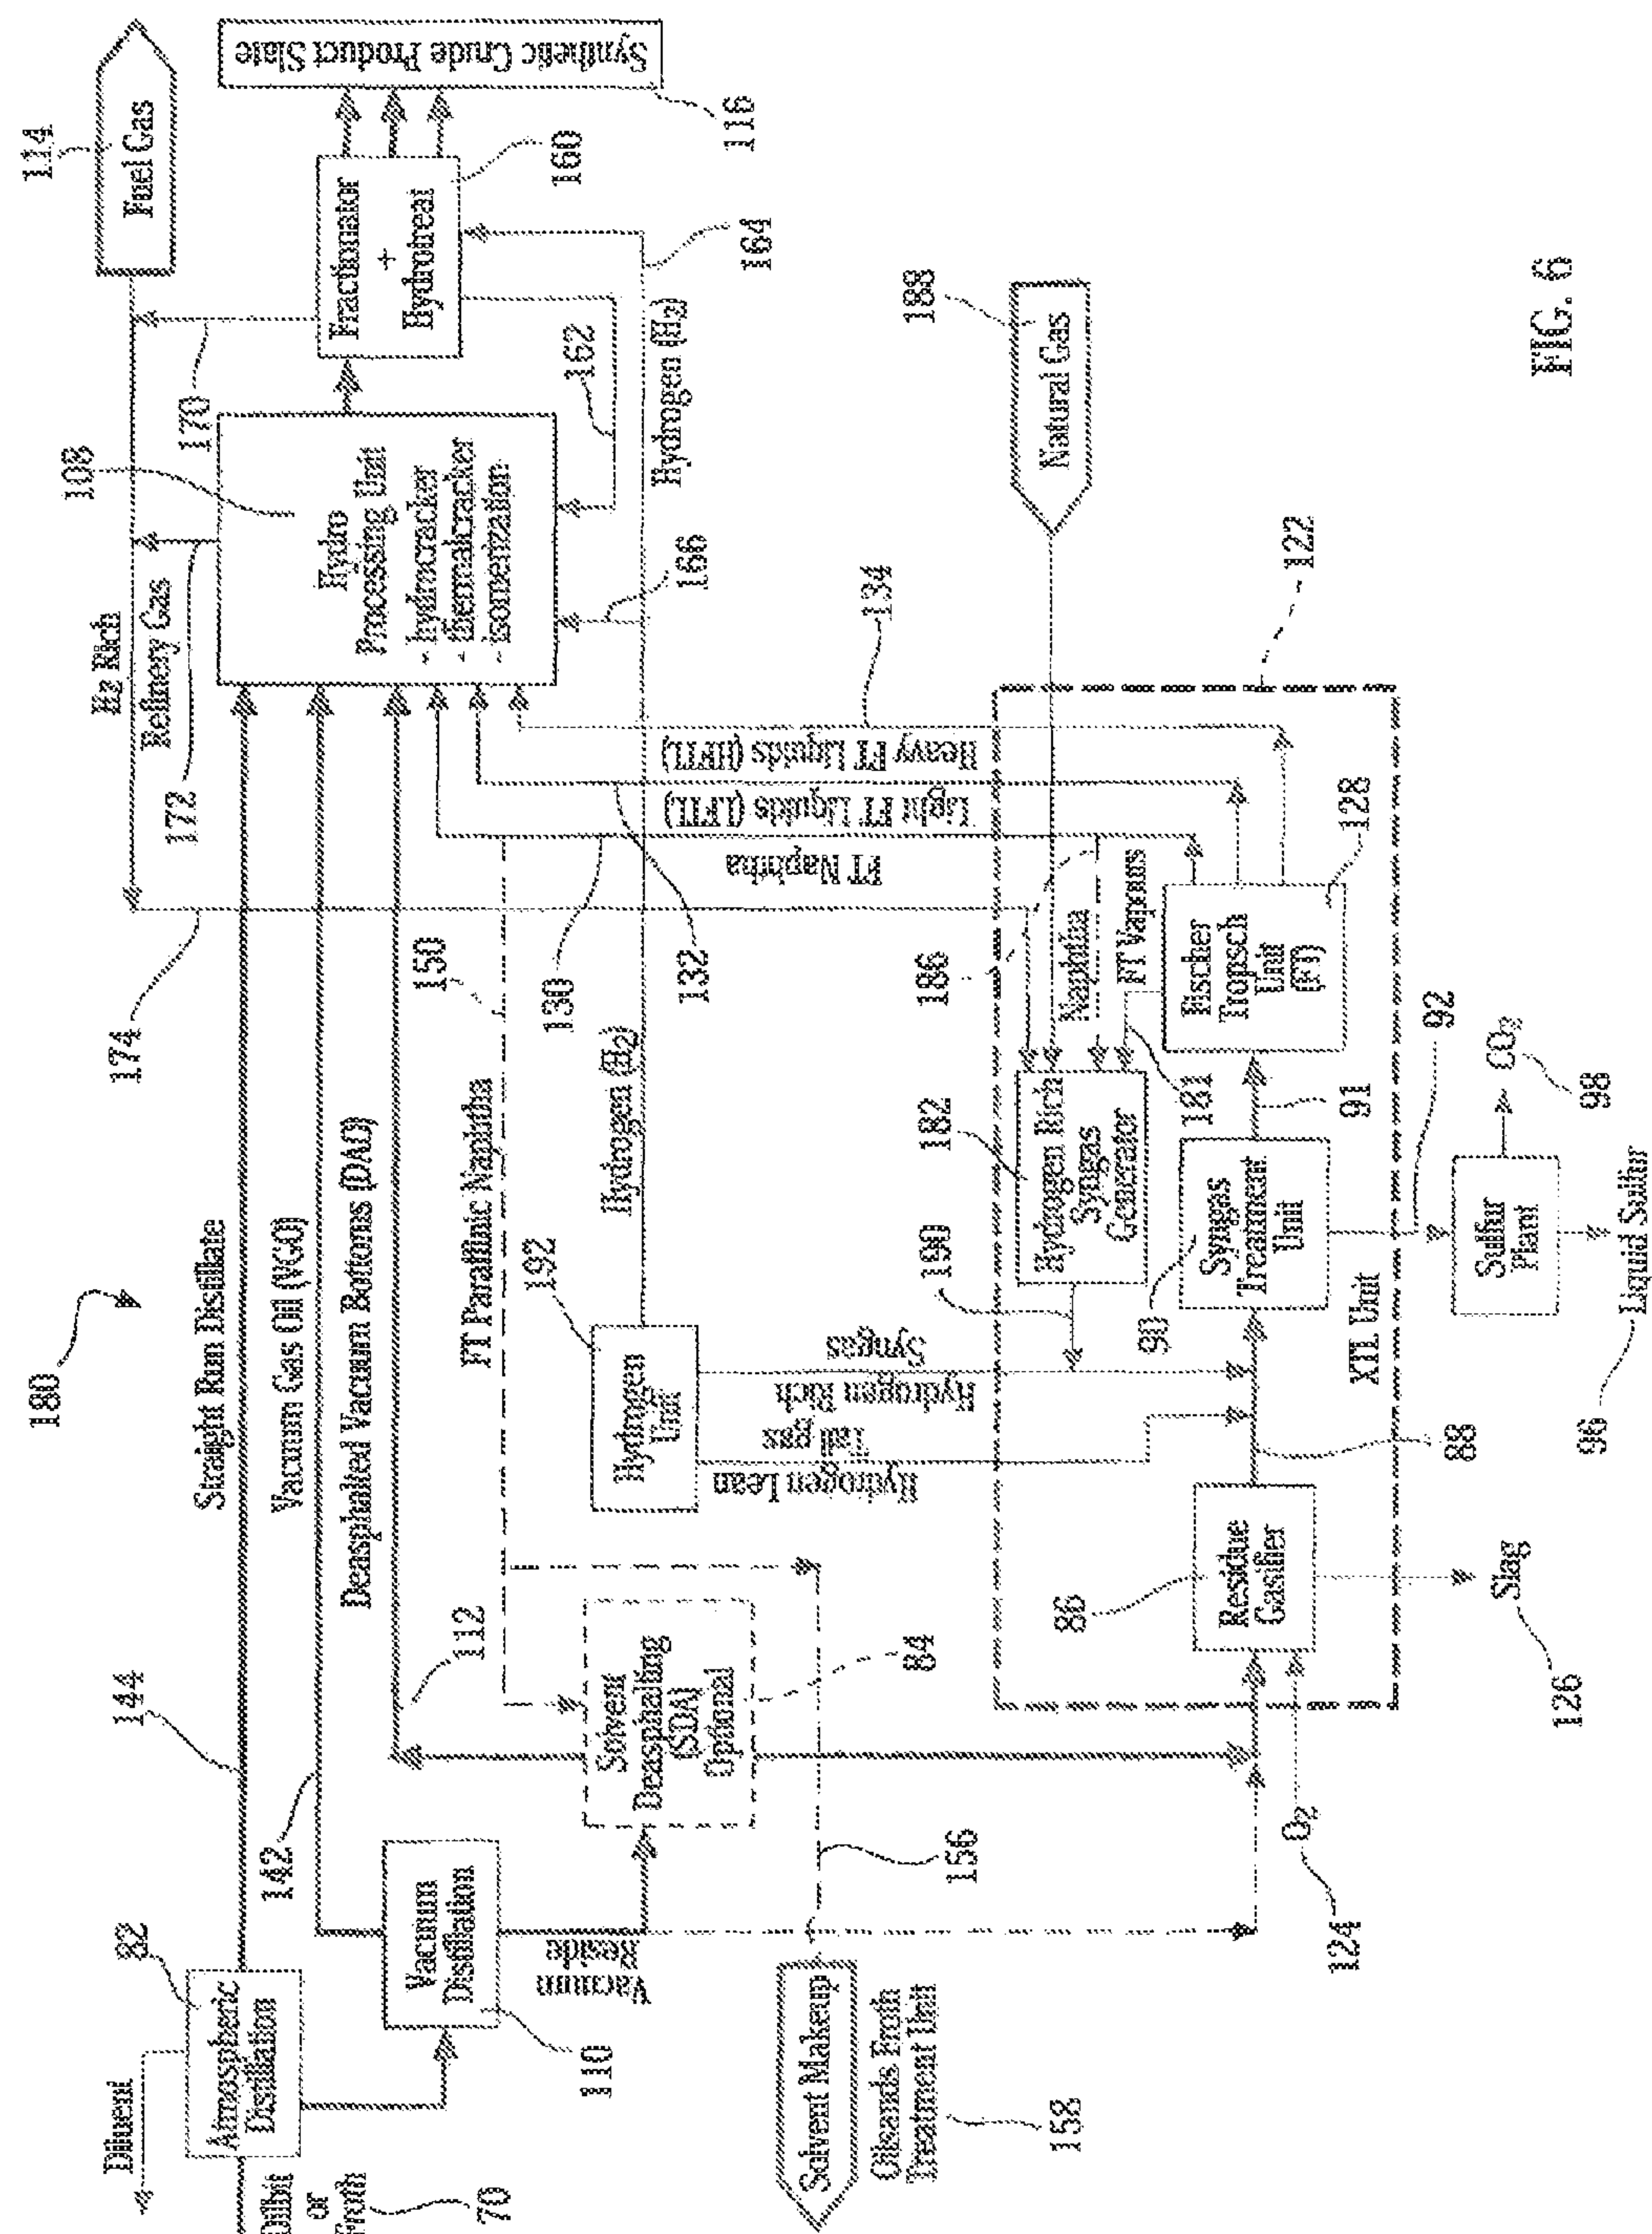 180
Diluent
Atmospheric
Distillation
82
Dilbit
or
Froth
70
144
Straight Run Distillate
142
Vacuum Gas Oil (VGO)
Vacuum
Distillation
110
Vacuum
Reside
112
Deasphalted Vacuum Bottoms (DAO)
Solvent
Deasphalting
(SDA)
Optional
84
FT Paraffinic Naphtha
150
Solvent Makeup
Oilsands Froth
Treatment Unit
158
156
174
172
H2 Rich
Refinery Gas
170
114
Fuel Gas
108
Hydro
Processing Unit
- hydrocracker
- thermalcracker
- isomerization
Fractionator
+
Hydrotreat
160
Synthetic Crude Product Slate
116
162
164
166
Hydrogen (H2)
Hydrogen (H2)
192
Hydrogen
Unit
Hydrogen Lean
Tail gas
Hydrogen Rich
Syngas
190
130
132
134
FT Naphtha
Light FT Liquids (LFTL)
Heavy FT Liquids (HFTL)
188
Natural Gas
182
Hydrogen Rich
Syngas
Generator
186
Naphtha
FT Vapours
181
122
86
Residue
Gasifier
88
90
Syngas
Treatment
Unit
91
Fischer
Tropsch
Unit
(FT)
128
XTL Unit
92
124
O2
Slag
126
Sulfur
Plant
CO2
98
Liquid Sulfur
96
FIG. 6